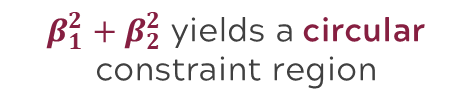 β₁² + β₂² yields a circular
constraint region